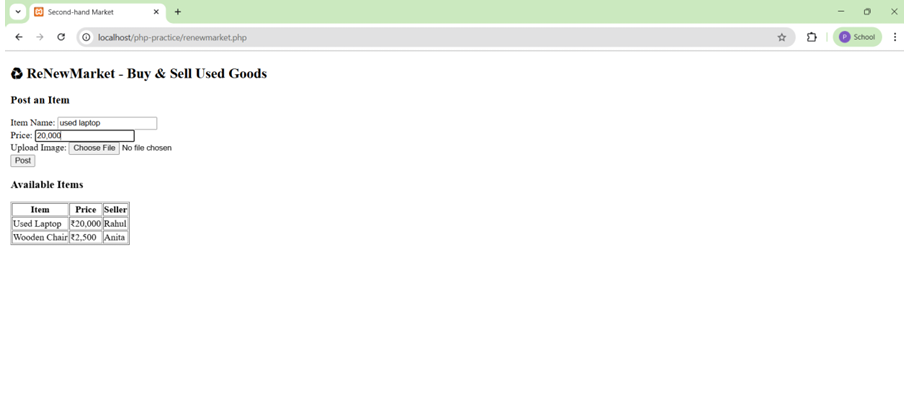 Second-hand Market
localhost/php-practice/renewmarket.php
P School
ReNewMarket - Buy & Sell Used Goods
Post an Item
Item Name: used laptop
Price: 20,000
Upload Image: Choose File No file chosen
Post
Available Items
Item Price Seller
Used Laptop ₹20,000 Rahul
Wooden Chair ₹2,500 Anita